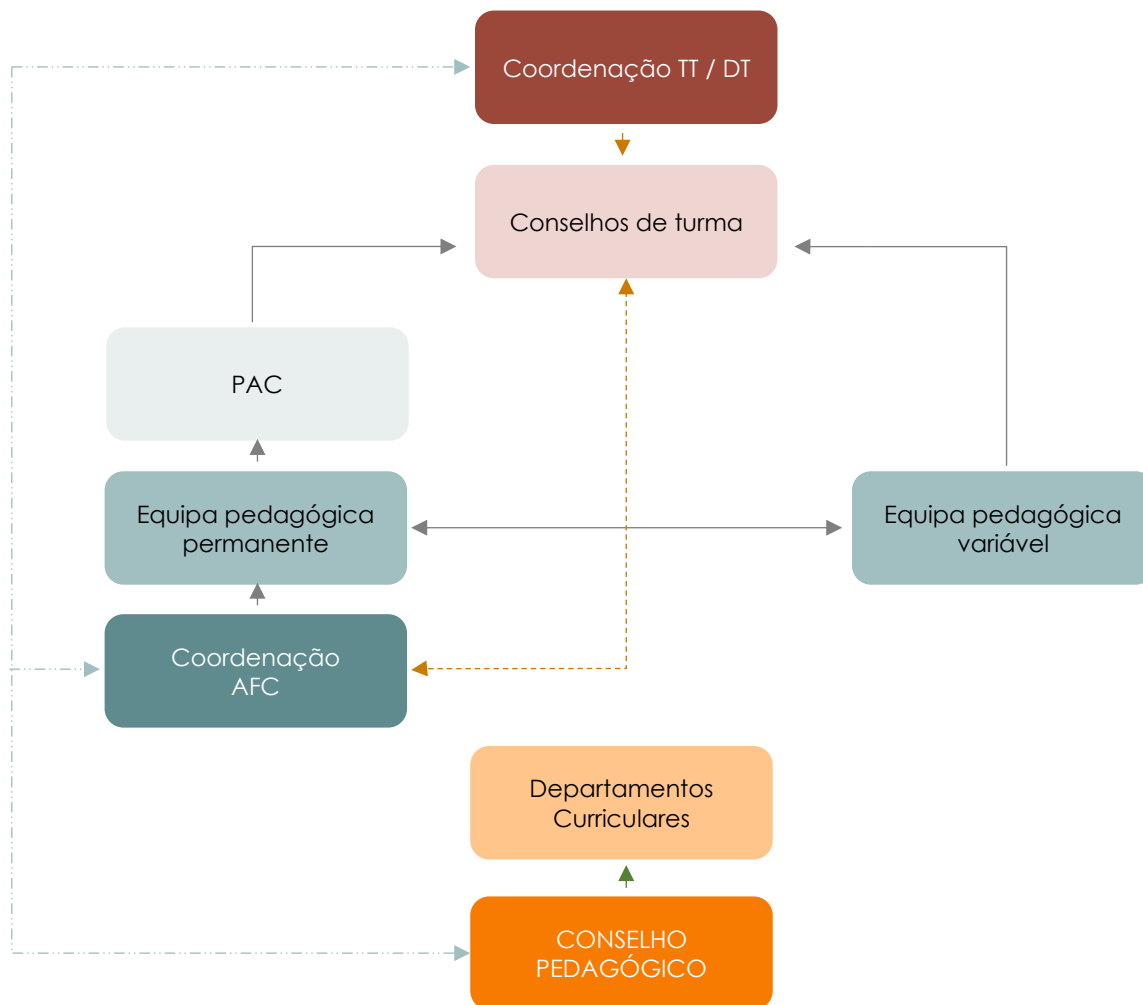 Coordenação TT / DT
Conselhos de turma
PAC
Equipa pedagógica
permanente
Equipa pedagógica
variável
Coordenação
AFC
Departamentos
Curriculares
CONSELHO
PEDAGÓGICO